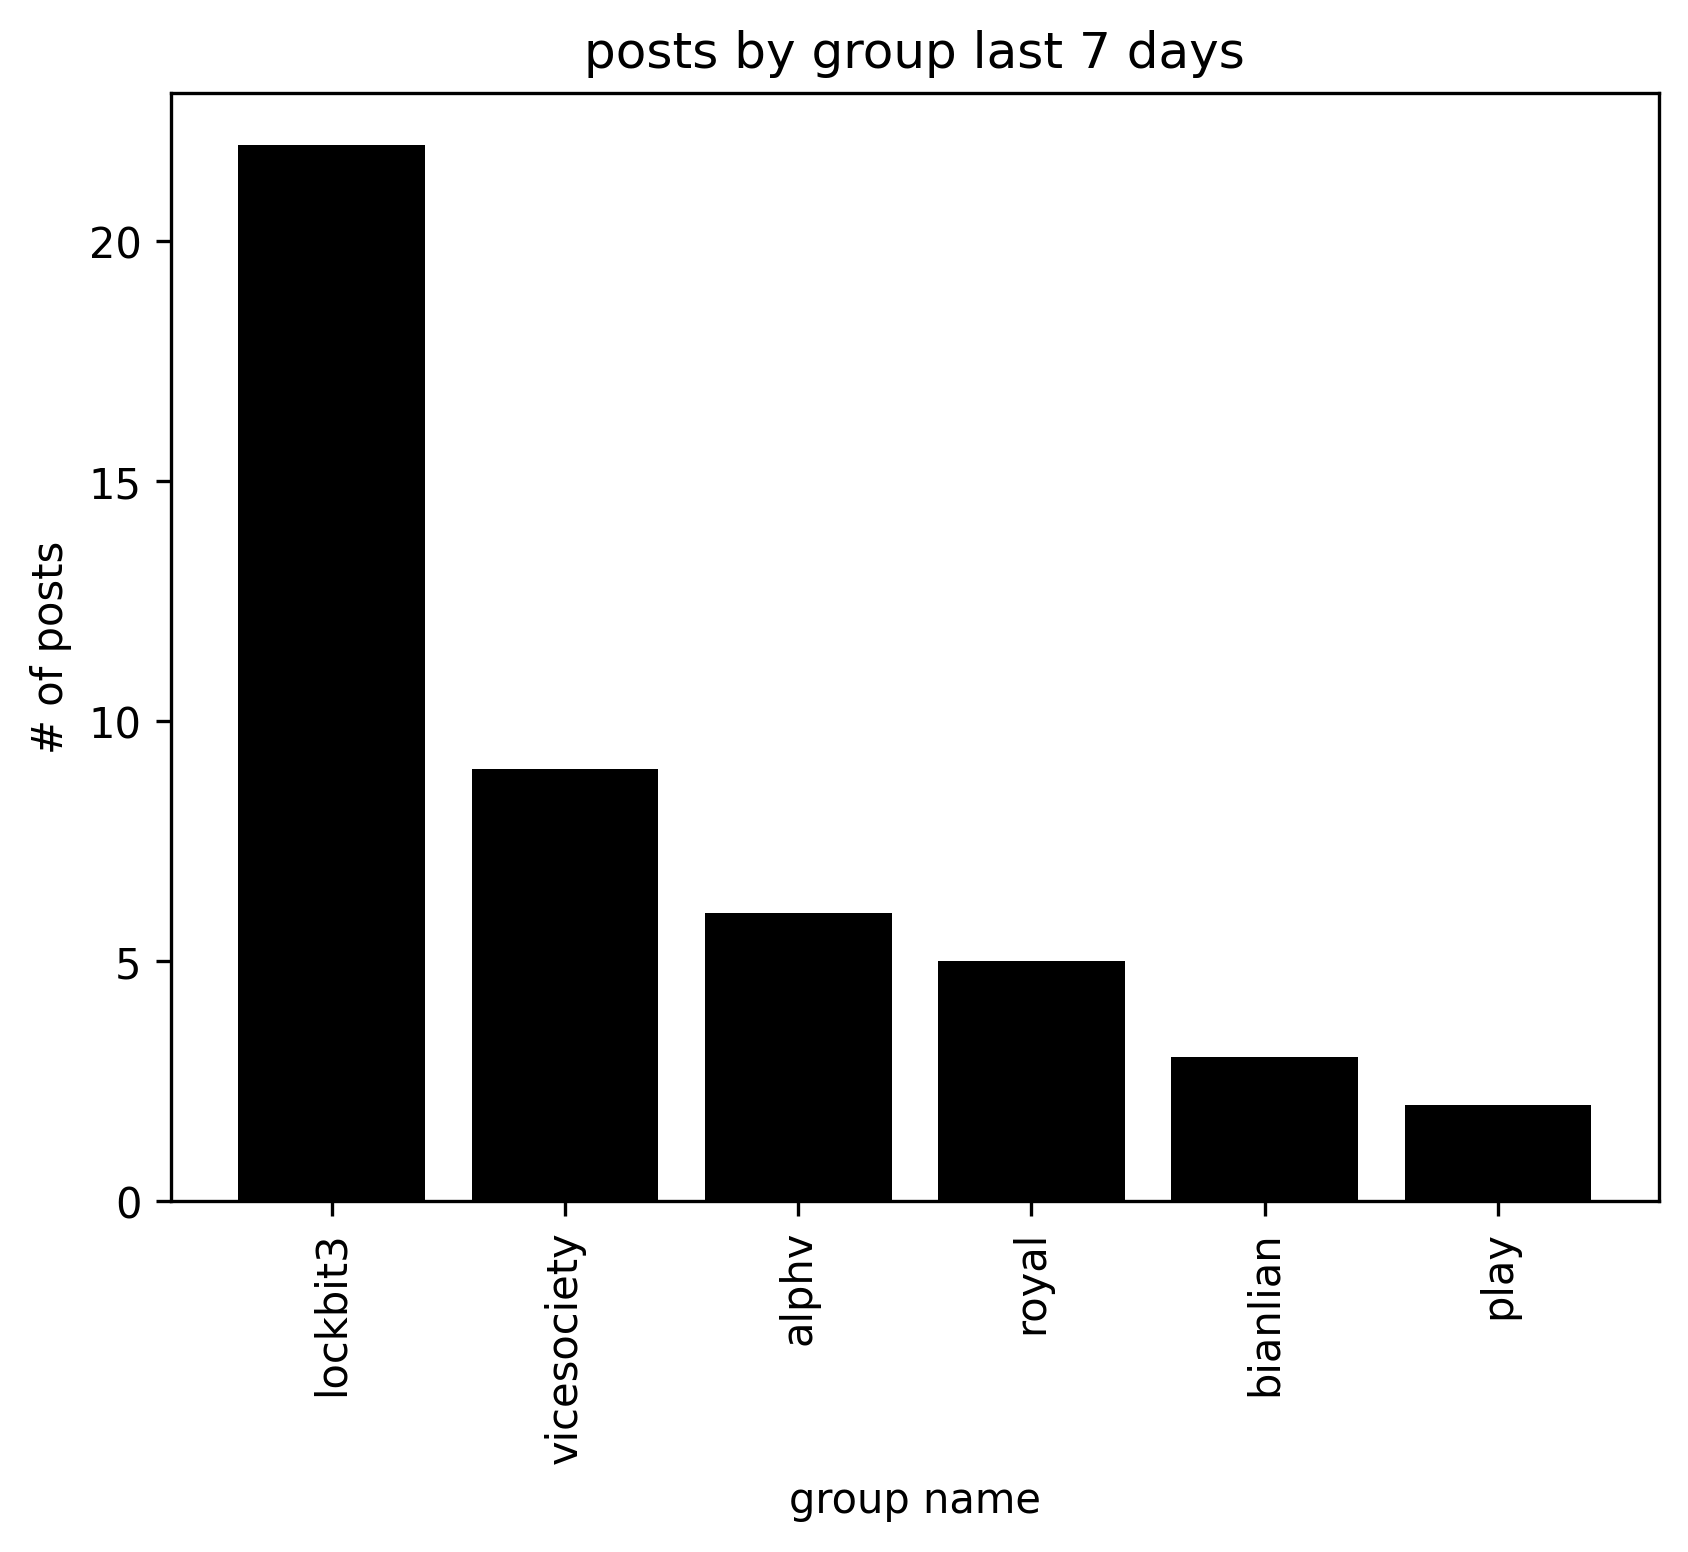 posts by group last 7 days
# of posts
20
15
10
5
0
lockbit3
vicesociety
alphv
royal
bianlian
play
group name